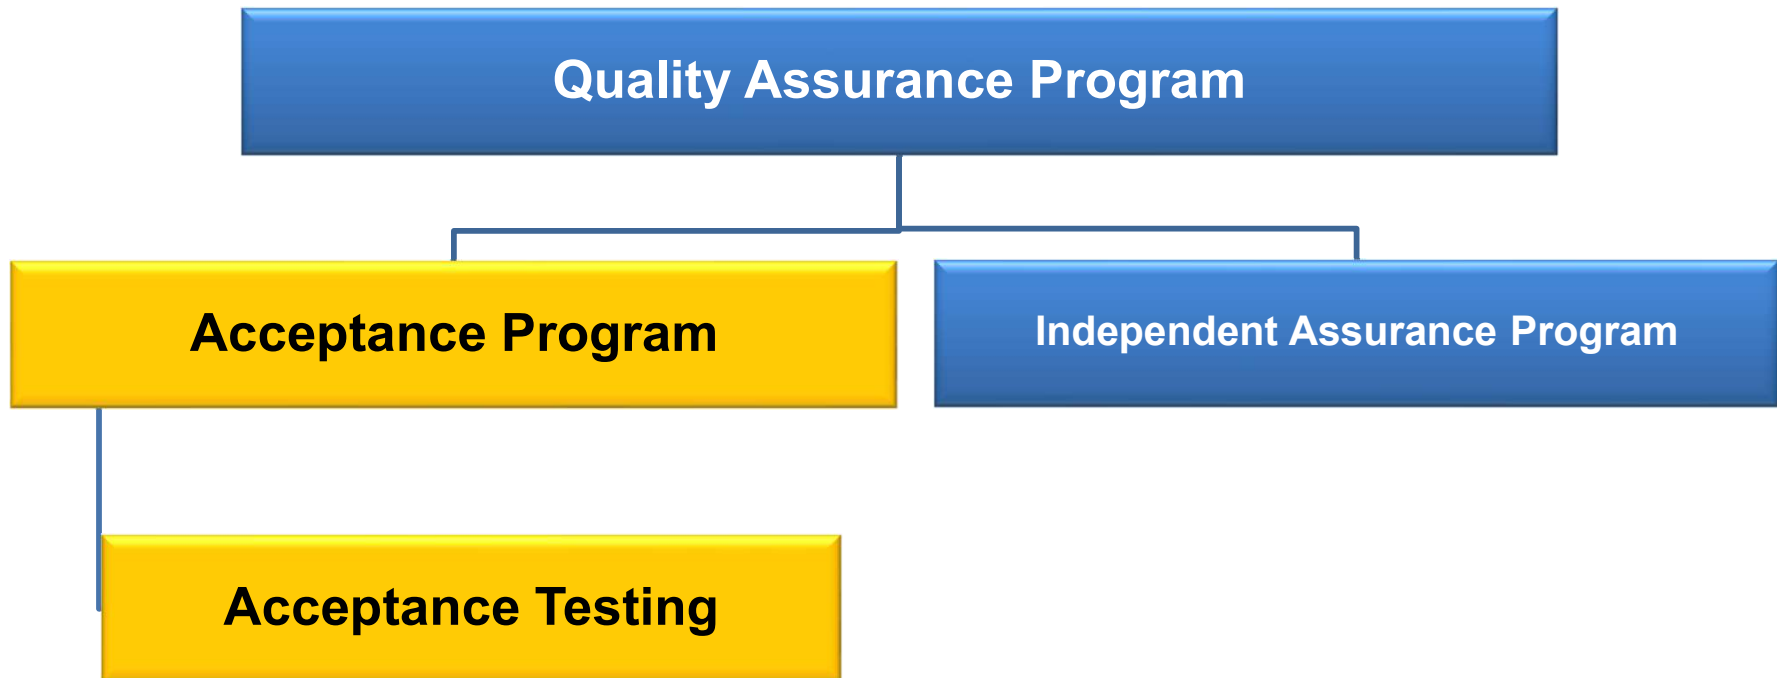 Quality Assurance Program
Acceptance Program
Independent Assurance Program
Acceptance Testing